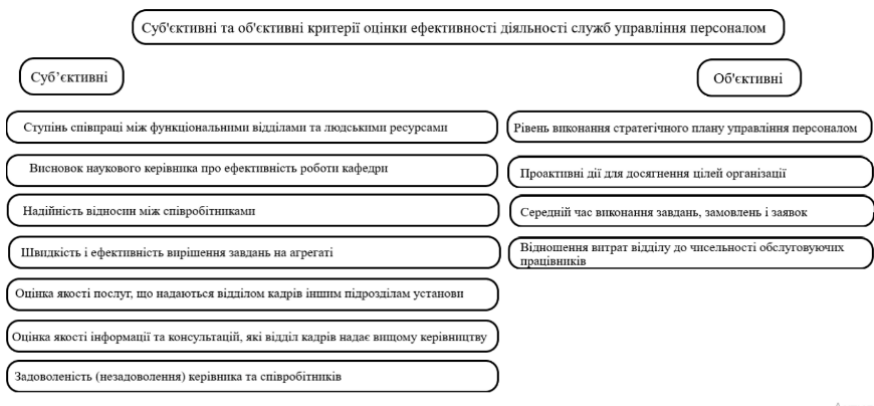 Суб'єктивні та об'єктивні критерії оцінки ефективності діяльності служб управління персоналом
Суб’єктивні
Об'єктивні
Ступінь співпраці між функціональними відділами та людськими ресурсами
Висновок наукового керівника про ефективність роботи кафедри
Надійність відносин між співробітниками
Швидкість і ефективність вирішення завдань на агрегаті
Оцінка якості послуг, що надаються відділом кадрів іншим підрозділам установи
Оцінка якості інформації та консультацій, які відділ кадрів надає вищому керівництву
Задоволеність (незадоволення) керівника та співробітників
Рівень виконання стратегічного плану управління персоналом
Проактивні дії для досягнення цілей організації
Середній час виконання завдань, замовлень і заявок
Відношення витрат відділу до чисельності обслуговуючих
працівників